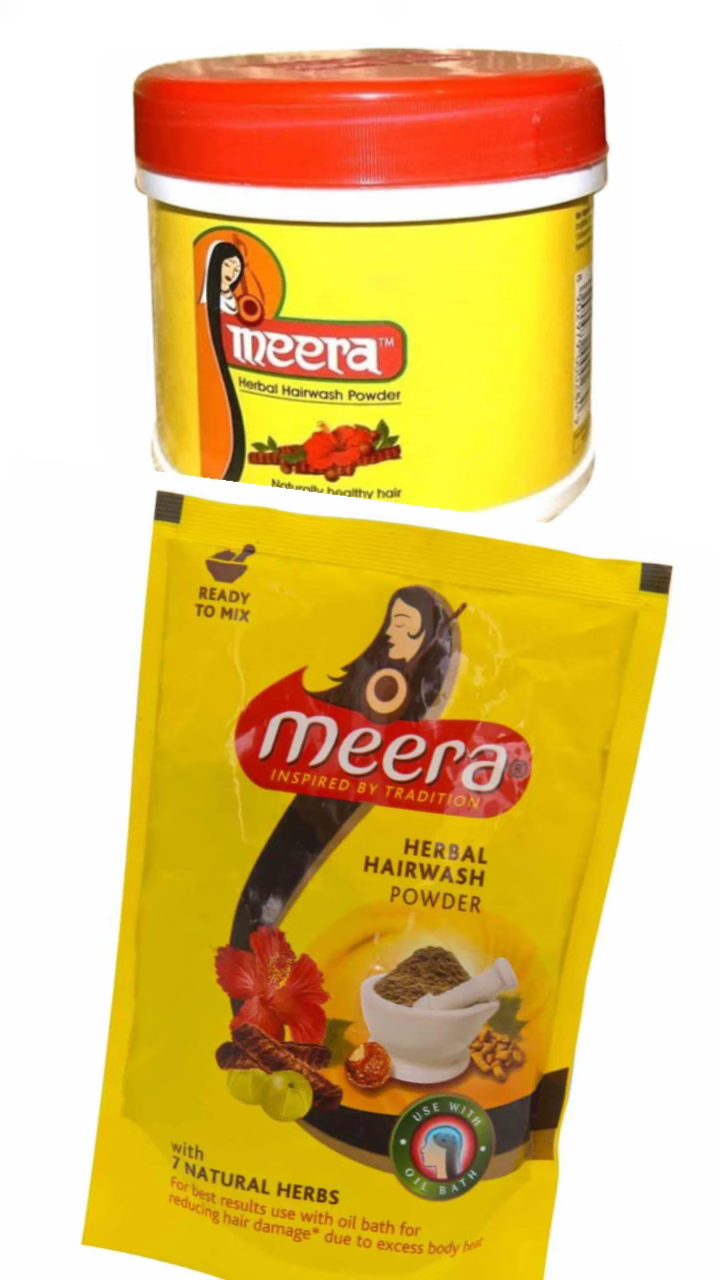 meera™
Herbal Hairwash Powder
Naturally healthy hair
READY
TO MIX
meera®
INSPIRED BY TRADITION
HERBAL
HAIRWASH
POWDER
USE WITH
OIL BATH
with
7 NATURAL HERBS
For best results use with oil bath for
reducing hair damage* due to excess body heat